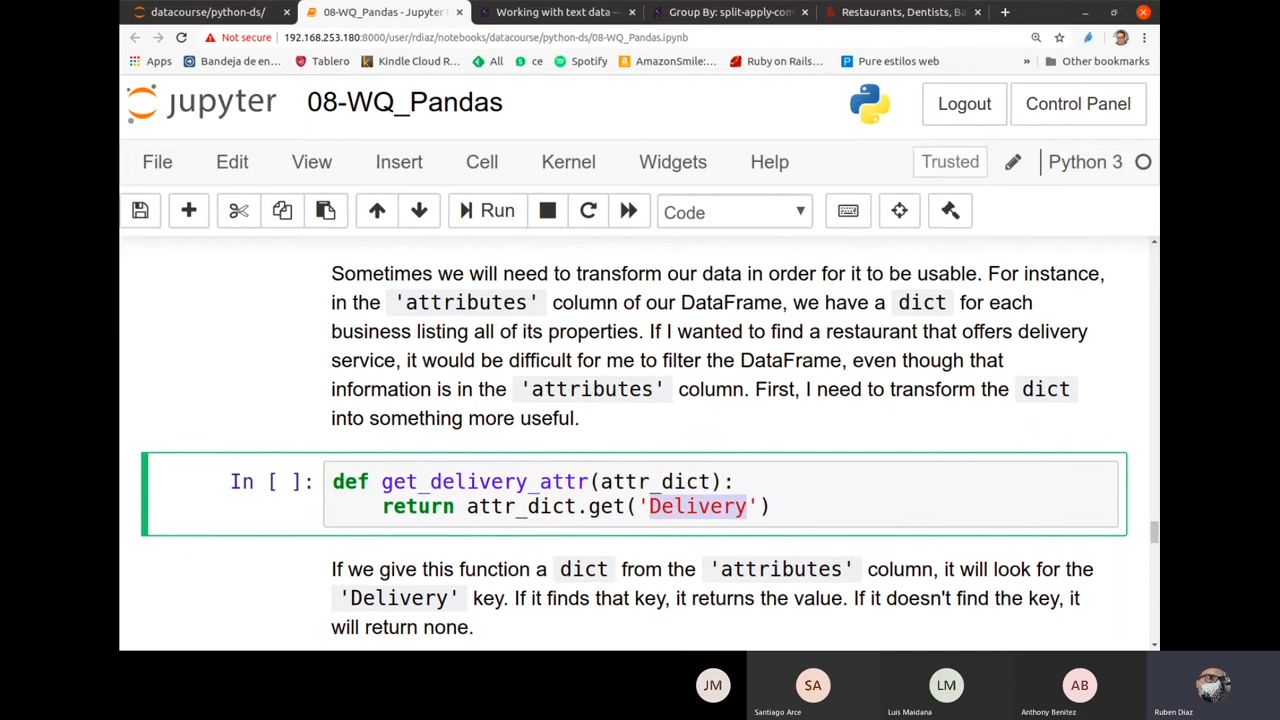 datacourse/python-ds/
08-WQ_Pandas - Jupyter
Working with text data —
Group By: split-apply-com
Restaurants, Dentists, Ba
Not secure 192.168.253.180:8000/user/rdiaz/notebooks/datacourse/python-ds/08-WQ_Pandas.ipynb
Apps Bandeja de en... Tablero Kindle Cloud R... All ce Spotify AmazonSmile:... Ruby on Rails... Pure estilos web » Other bookmarks
jupyter 08-WQ_Pandas Logout Control Panel
File Edit View Insert Cell Kernel Widgets Help Trusted Python 3
Run Code
Sometimes we will need to transform our data in order for it to be usable. For instance,
in the 'attributes' column of our DataFrame, we have a dict for each
business listing all of its properties. If I wanted to find a restaurant that offers delivery
service, it would be difficult for me to filter the DataFrame, even though that
information is in the 'attributes' column. First, I need to transform the dict
into something more useful.
In [ ]: def get_delivery_attr(attr_dict):
return attr_dict.get('Delivery')
If we give this function a dict from the 'attributes' column, it will look for the
'Delivery' key. If it finds that key, it returns the value. If it doesn't find the key, it
will return none.
JM SA LM AB
Santiago Arce Luis Maidana Anthony Benitez Ruben Diaz